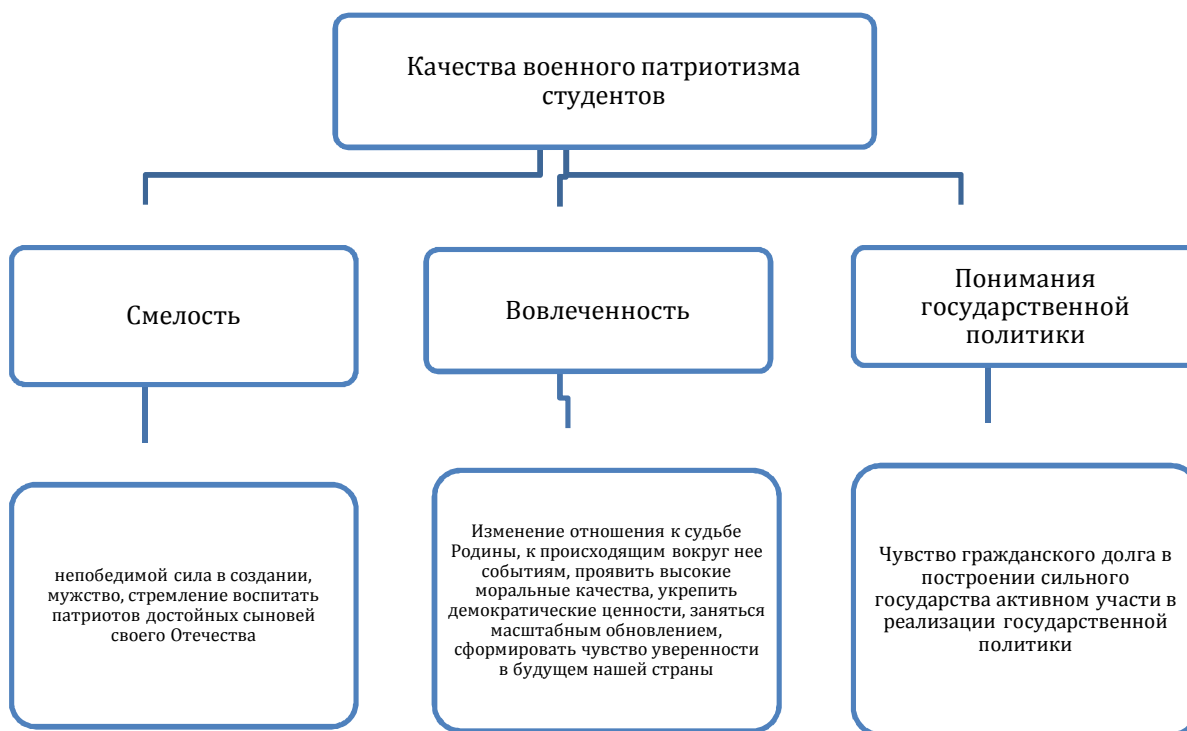 Качества военного патриотизма
студентов
Смелость
Вовлеченность
Понимания
государственной
политики
непобедимой сила в создании,
мужство, стремление воспитать
патриотов достойных сыновей
своего Отечества
Изменение отношения к судьбе
Родины, к происходящим вокруг нее
событиям, проявить высокие
моральные качества, укрепить
демократические ценности, заняться
масштабным обновлением,
сформировать чувство уверенности
в будущем нашей страны
Чувство гражданского долга в
построении сильного
государства активном участи в
реализации государственной
политики